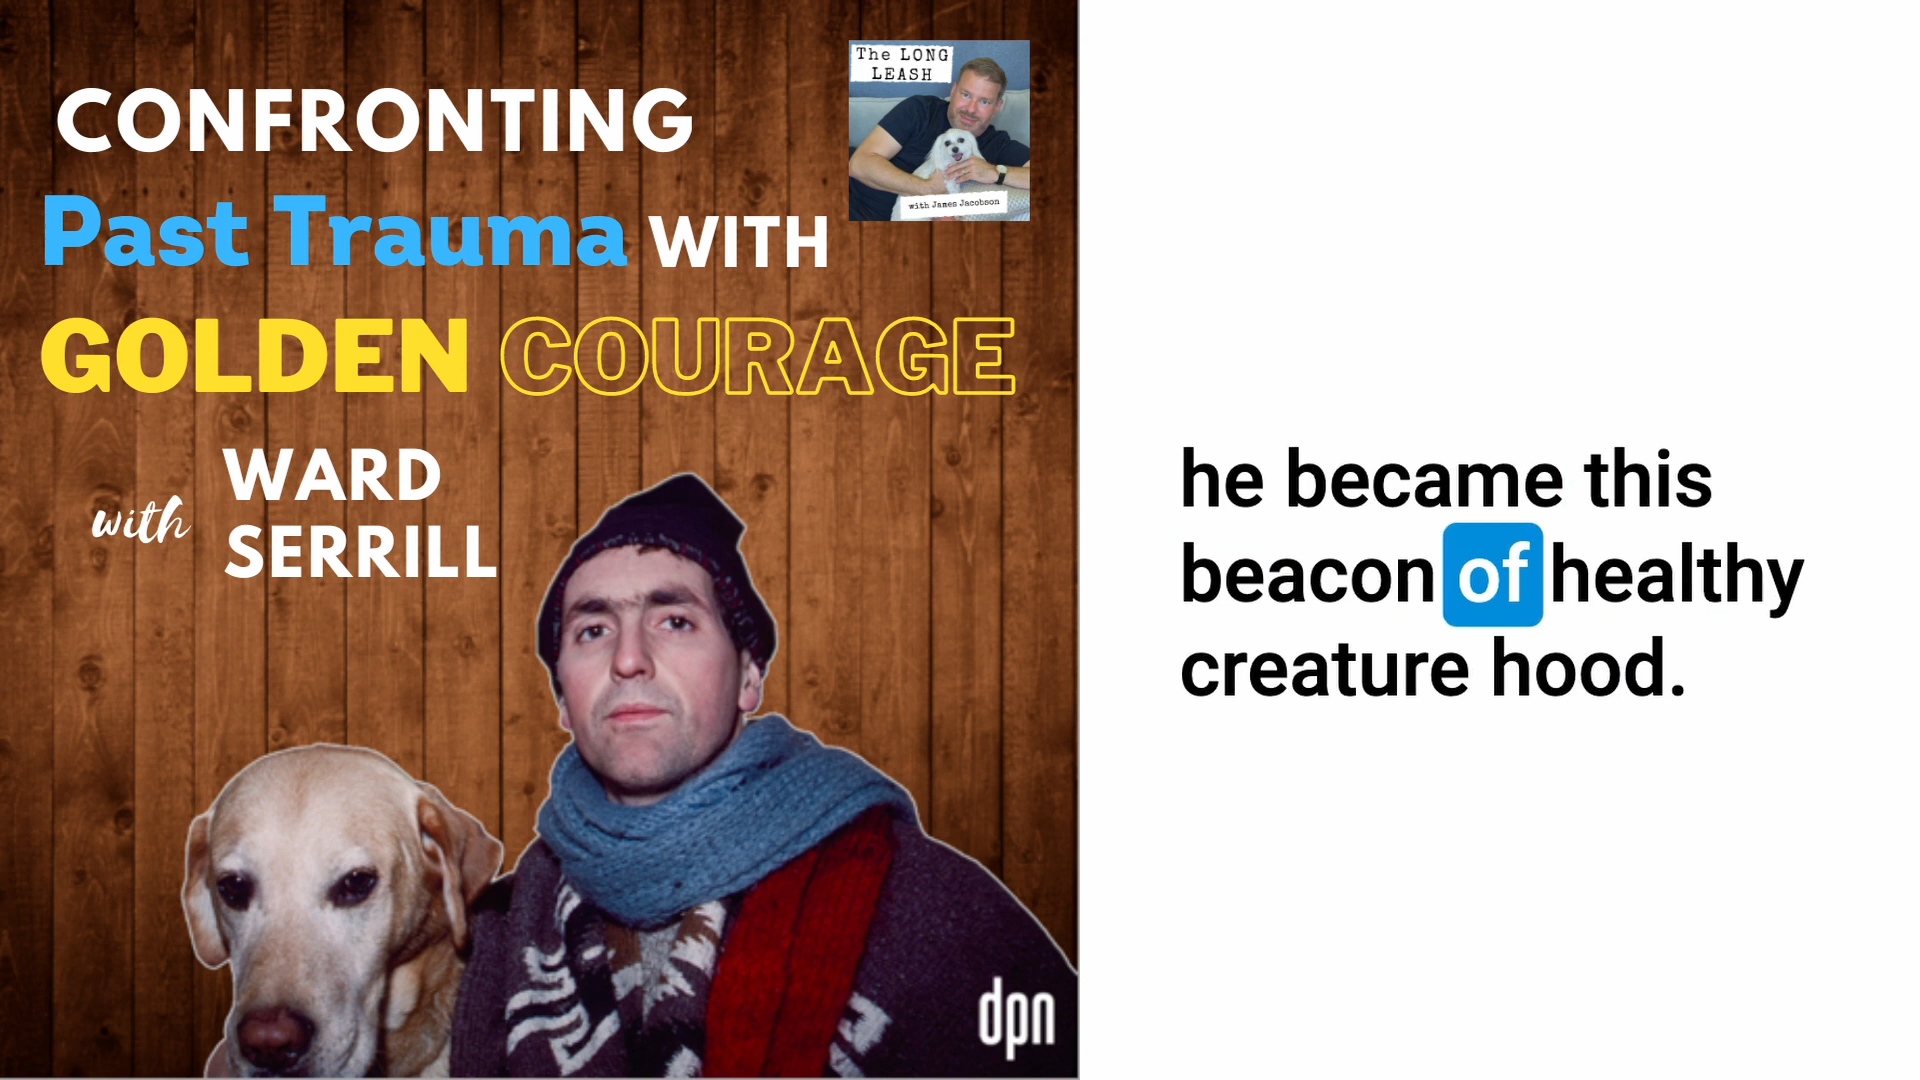 The LONG
LEASH
with James Jacobson
CONFRONTING
Past Trauma WITH
GOLDEN COURAGE
with WARD
SERRILL
dpn
he became this
beacon of healthy
creature hood.